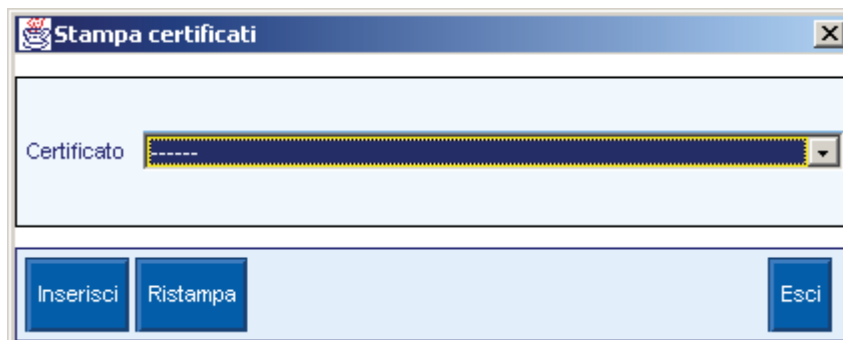 Stampa certificati
Certificato ------
Inserisci Ristampa Esci